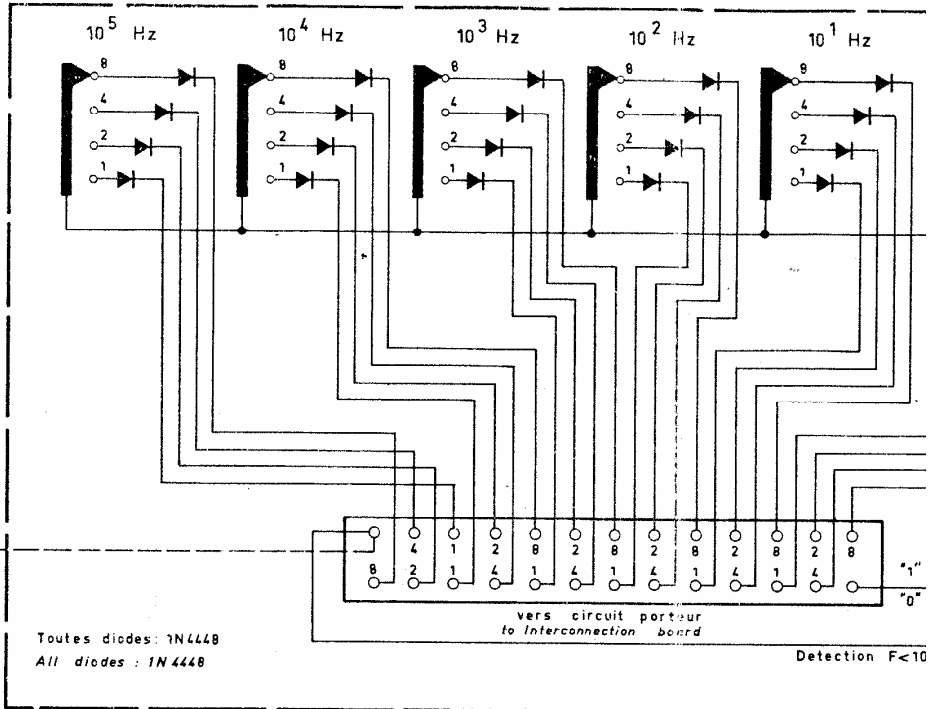 10⁵ Hz 10⁴ Hz 10³ Hz 10² Hz 10¹ Hz
8 8 8 8 8
4 4 4 4 4
2 2 2 2 2
1 1 1 1 1
4 1 2 8 2 8 2 8 2 8 2 8
8 2 1 4 1 4 1 4 1 4 1 4
"1"
"0"
vers circuit porteur
to Interconnection board
Toutes diodes: 1N4448
All diodes : 1N4448
Detection F<10